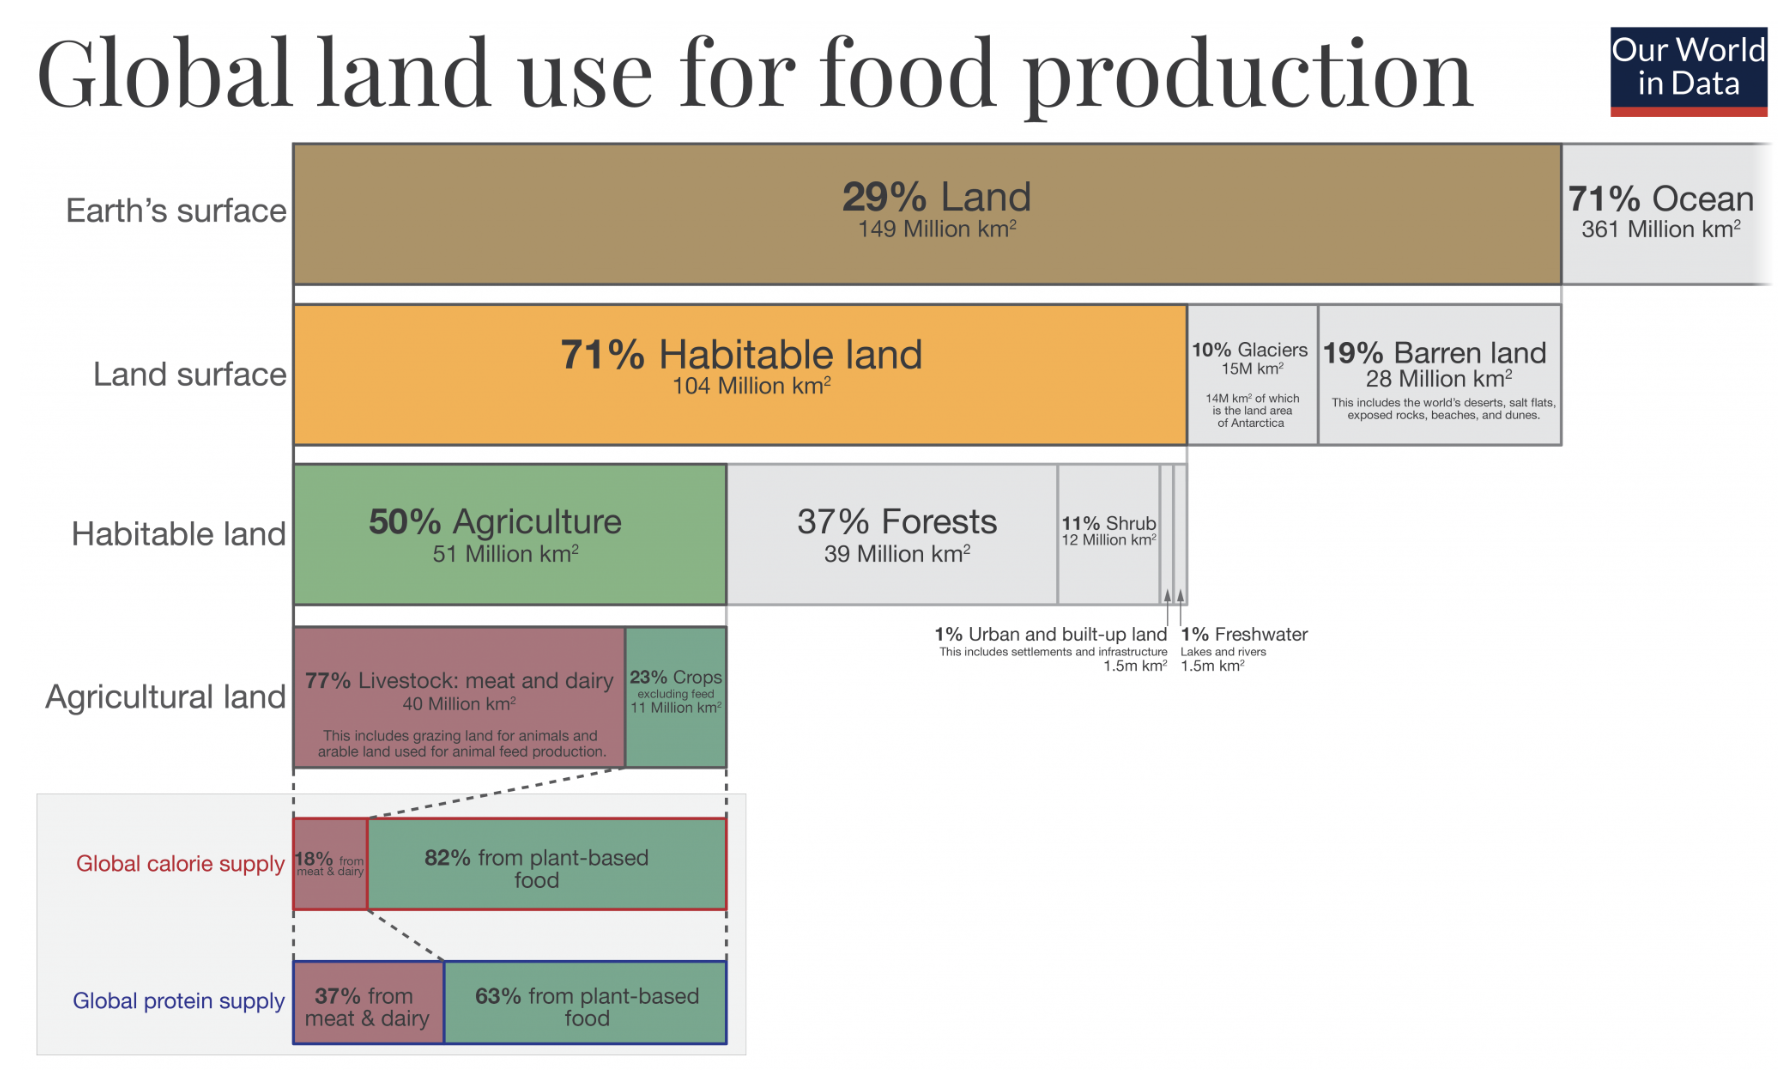 Global land use for food production
Our World
in Data
Earth's surface
29% Land
149 Million km²
71% Ocean
361 Million km²
Land surface
71% Habitable land
104 Million km²
10% Glaciers
15M km²
14M km² of which
is the land area
of Antarctica
19% Barren land
28 Million km²
This includes the world's deserts, salt flats,
exposed rocks, beaches, and dunes.
Habitable land
50% Agriculture
51 Million km²
37% Forests
39 Million km²
11% Shrub
12 Million km²
1% Urban and built-up land
This includes settlements and infrastructure
1.5m km²
1% Freshwater
Lakes and rivers
1.5m km²
Agricultural land
77% Livestock: meat and dairy
40 Million km²
This includes grazing land for animals and
arable land used for animal feed production.
23% Crops
excluding feed
11 Million km²
Global calorie supply
18% from
meat & dairy
82% from plant-based
food
Global protein supply
37% from
meat & dairy
63% from plant-based
food